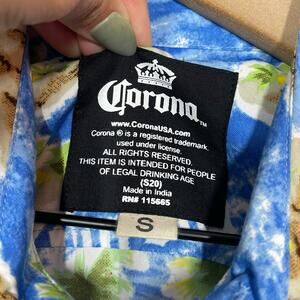 Corona™
www.CoronaUSA.com
Corona ® is a registered trademark
used under license.
ALL RIGHTS RESERVED.
THIS ITEM IS INTENDED FOR PEOPLE
OF LEGAL DRINKING AGE
(S20)
Made in India
RN# 115665
S